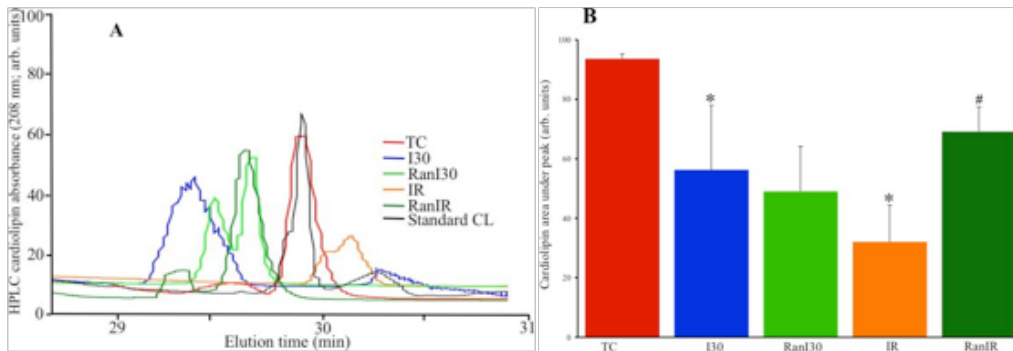 A
HPLC cardiolipin absorbance (208 nm; arb. units)
100
80
60
40
20
0
29
30
31
Elution time (min)
TC
I30
RanI30
IR
RanIR
Standard CL
B
Cardiolipin area under peak (arb. units)
100
80
60
40
20
0
*
*
#
TC
I30
RanI30
IR
RanIR